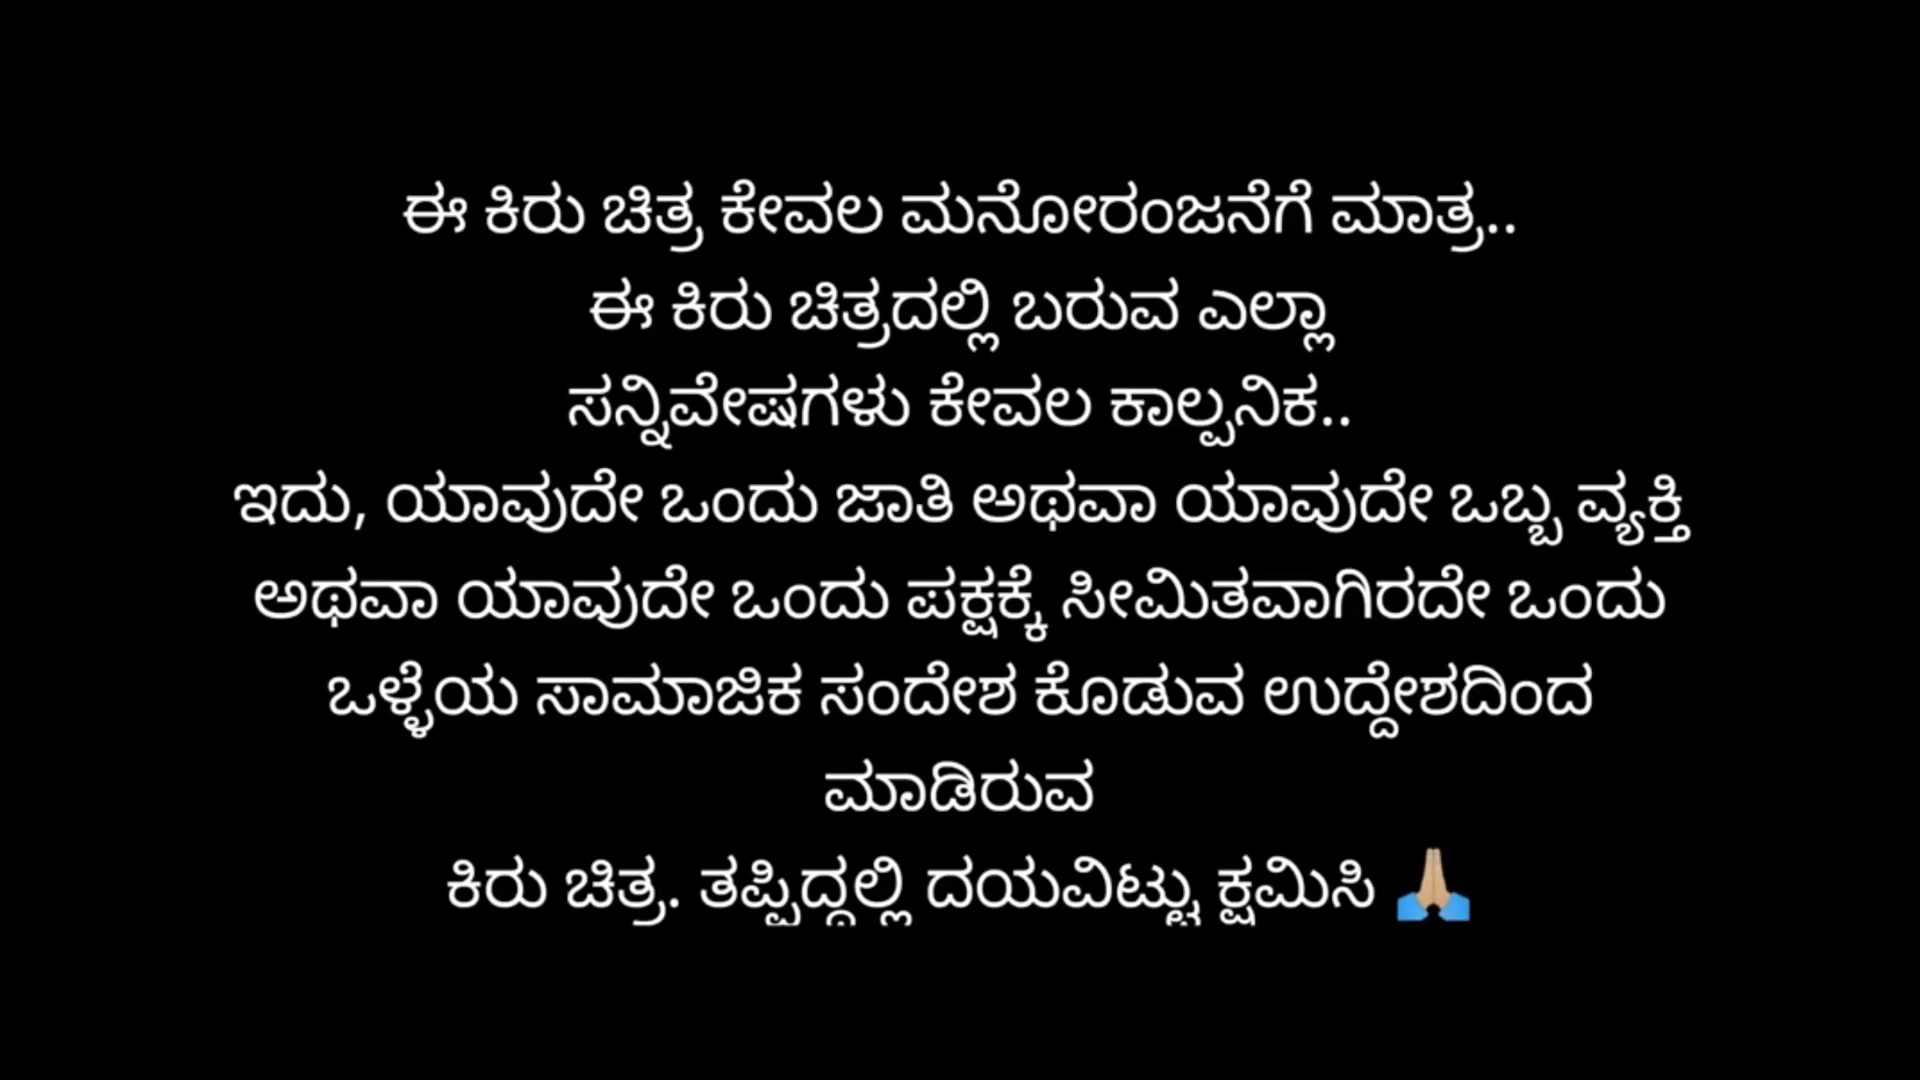 ಈ ಕಿರು ಚಿತ್ರ ಕೇವಲ ಮನೋರಂಜನೆಗೆ ಮಾತ್ರ..
ಈ ಕಿರು ಚಿತ್ರದಲ್ಲಿ ಬರುವ ಎಲ್ಲಾ
ಸನ್ನಿವೇಷಗಳು ಕೇವಲ ಕಾಲ್ಪನಿಕ..
ಇದು, ಯಾವುದೇ ಒಂದು ಜಾತಿ ಅಥವಾ ಯಾವುದೇ ಒಬ್ಬ ವ್ಯಕ್ತಿ
ಅಥವಾ ಯಾವುದೇ ಒಂದು ಪಕ್ಷಕ್ಕೆ ಸೀಮಿತವಾಗಿರದೇ ಒಂದು
ಒಳ್ಳೆಯ ಸಾಮಾಜಿಕ ಸಂದೇಶ ಕೊಡುವ ಉದ್ದೇಶದಿಂದ
ಮಾಡಿರುವ
ಕಿರು ಚಿತ್ರ. ತಪ್ಪಿದ್ದಲ್ಲಿ ದಯವಿಟ್ಟು ಕ್ಷಮಿಸಿ 🙏🏼